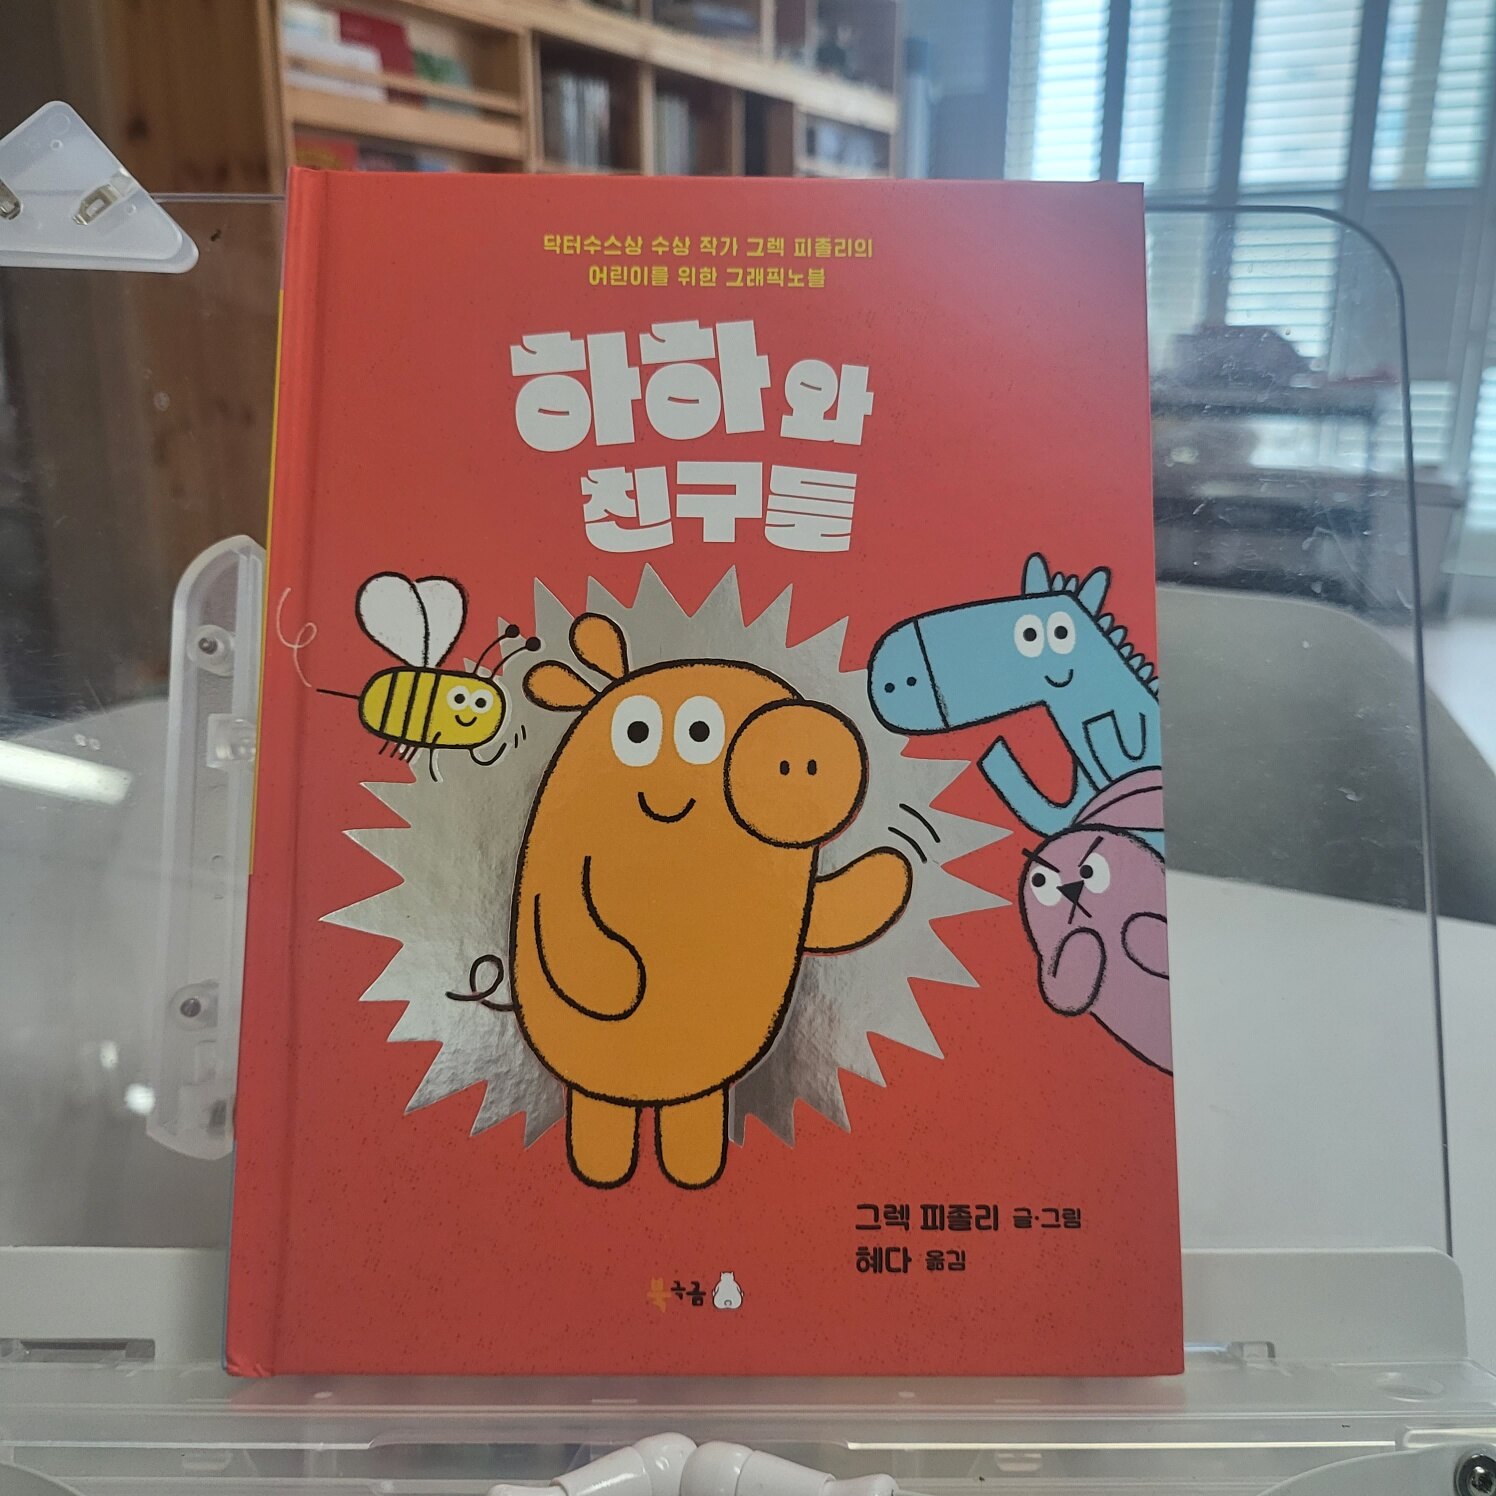 닥터수스상 수상 작가 그렉 피졸리의
어린이를 위한 그래픽노블
하하와
친구들
그렉 피졸리 글·그림
혜다 옮김
북극곰